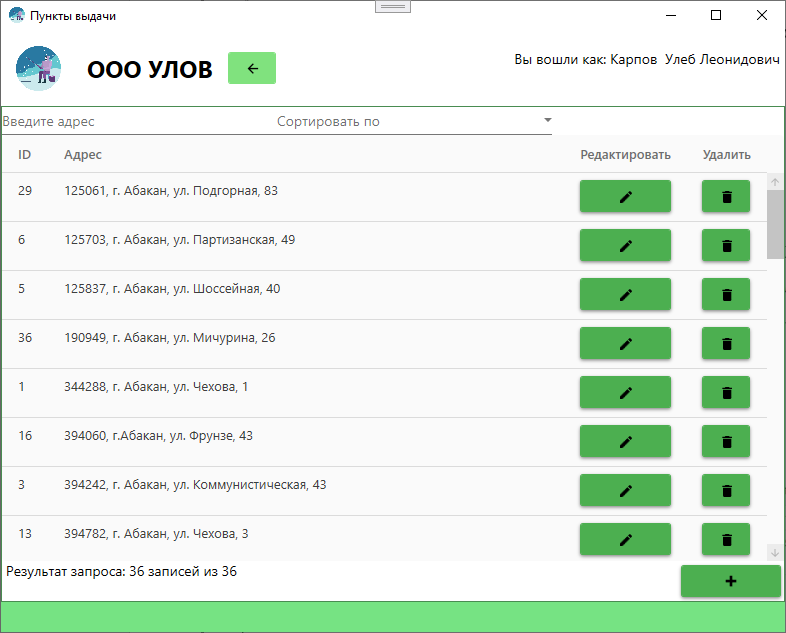 Пункты выдачи
ООО УЛОВ
Вы вошли как: Карпов  Улеб Леонидович
Введите адрес Сортировать по
ID Адрес Редактировать Удалить
29 125061, г. Абакан, ул. Подгорная, 83
6 125703, г. Абакан, ул. Партизанская, 49
5 125837, г. Абакан, ул. Шоссейная, 40
36 190949, г. Абакан, ул. Мичурина, 26
1 344288, г. Абакан, ул. Чехова, 1
16 394060, г.Абакан, ул. Фрунзе, 43
3 394242, г. Абакан, ул. Коммунистическая, 43
13 394782, г. Абакан, ул. Чехова, 3
Результат запроса: 36 записей из 36